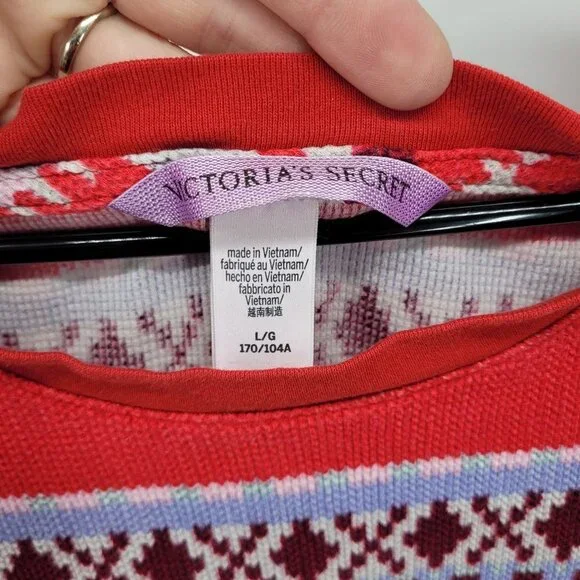 VICTORIA'S SECRET
made in Vietnam/
fabriqué au Vietnam/
hecho en Vietnam/
fabbricato in
Vietnam/
越南制造
L/G
170/104A